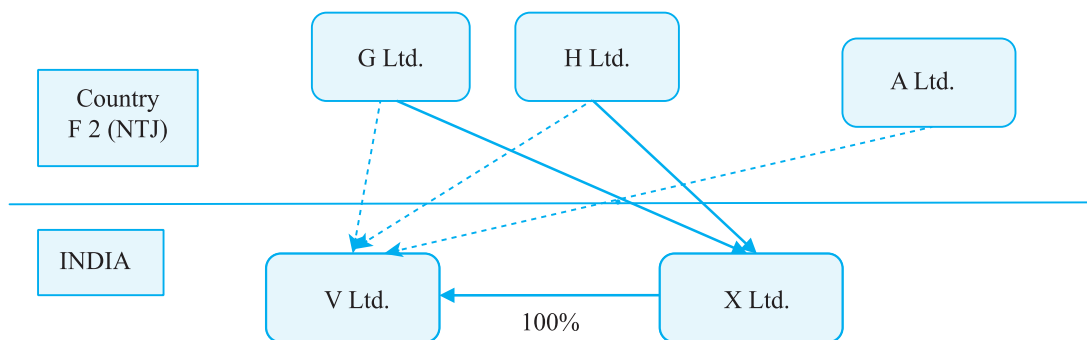 G Ltd.
H Ltd.
A Ltd.
Country
F 2 (NTJ)
INDIA
V Ltd.
X Ltd.
100%